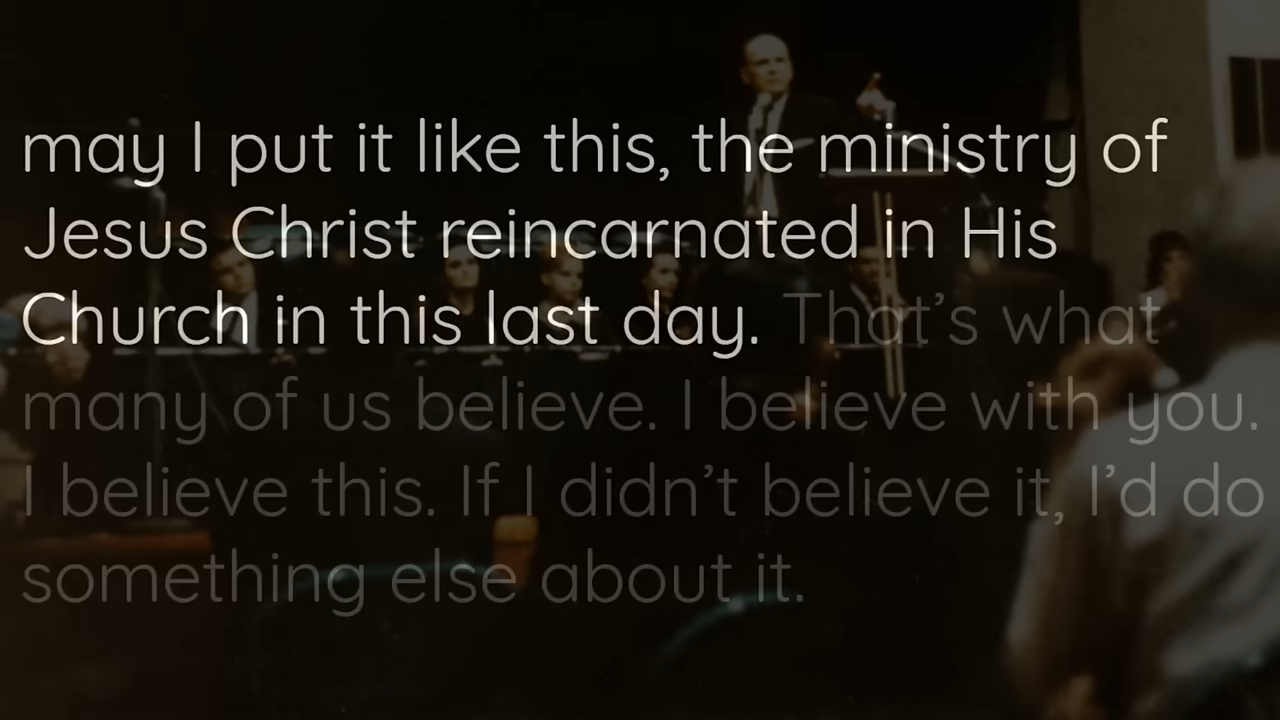 may I put it like this, the ministry of
Jesus Christ reincarnated in His
Church in this last day. That’s what
many of us believe. I believe with you.
I believe this. If I didn’t believe it, I’d do
something else about it.